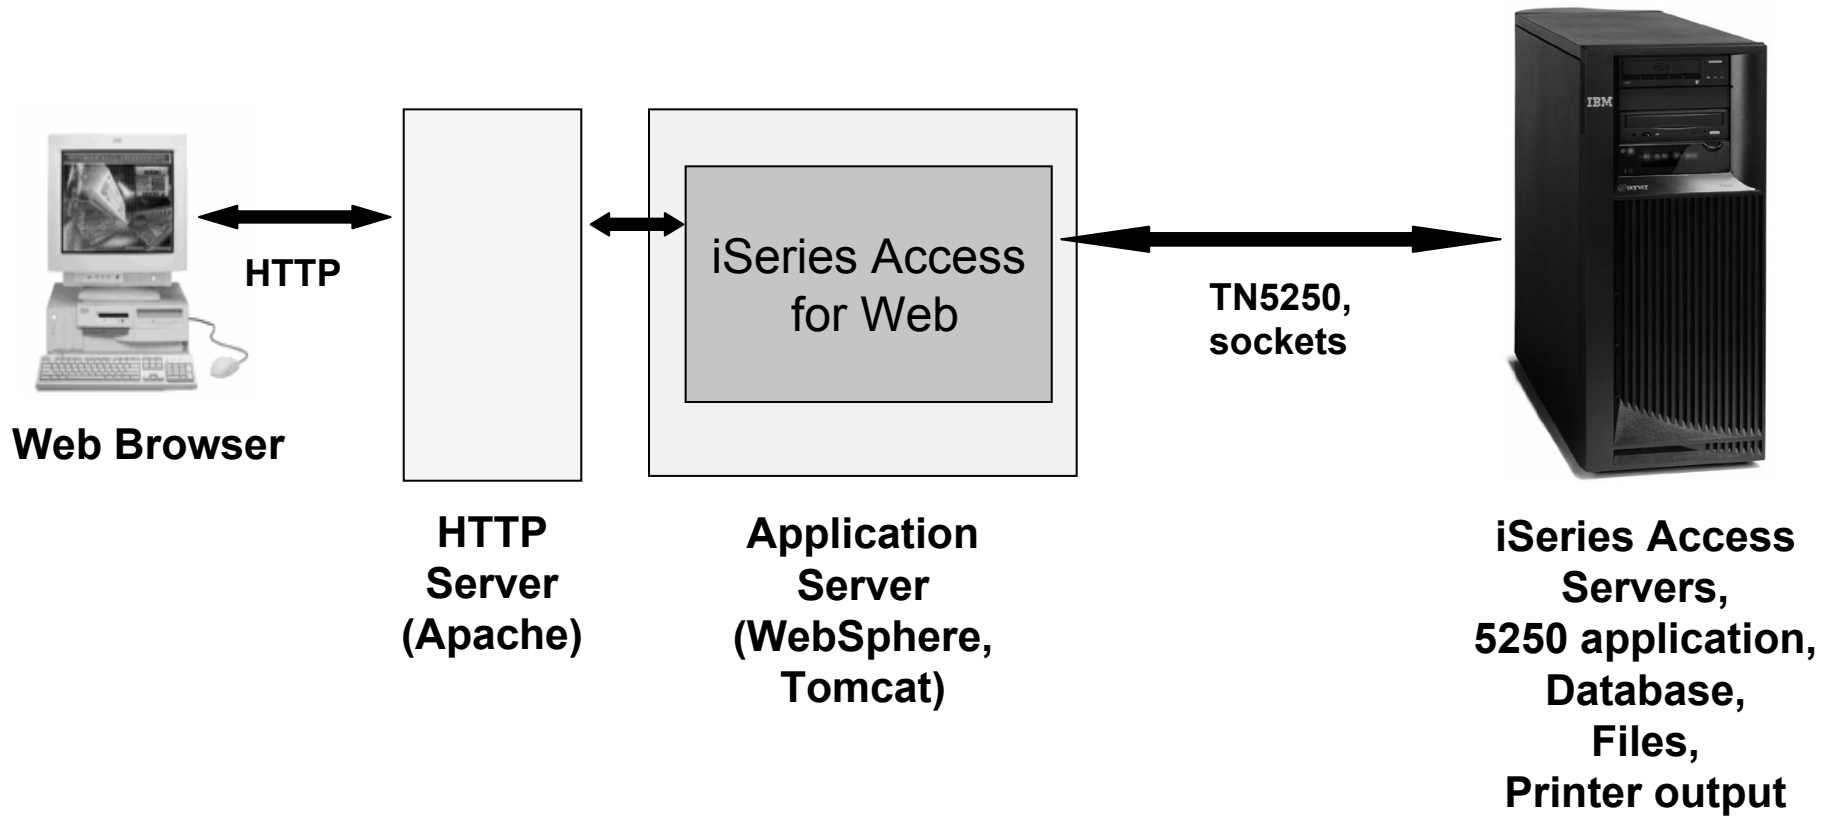 IBM
@server
HTTP
iSeries Access
for Web
TN5250,
sockets
Web Browser
HTTP
Server
(Apache)
Application
Server
(WebSphere,
Tomcat)
iSeries Access
Servers,
5250 application,
Database,
Files,
Printer output